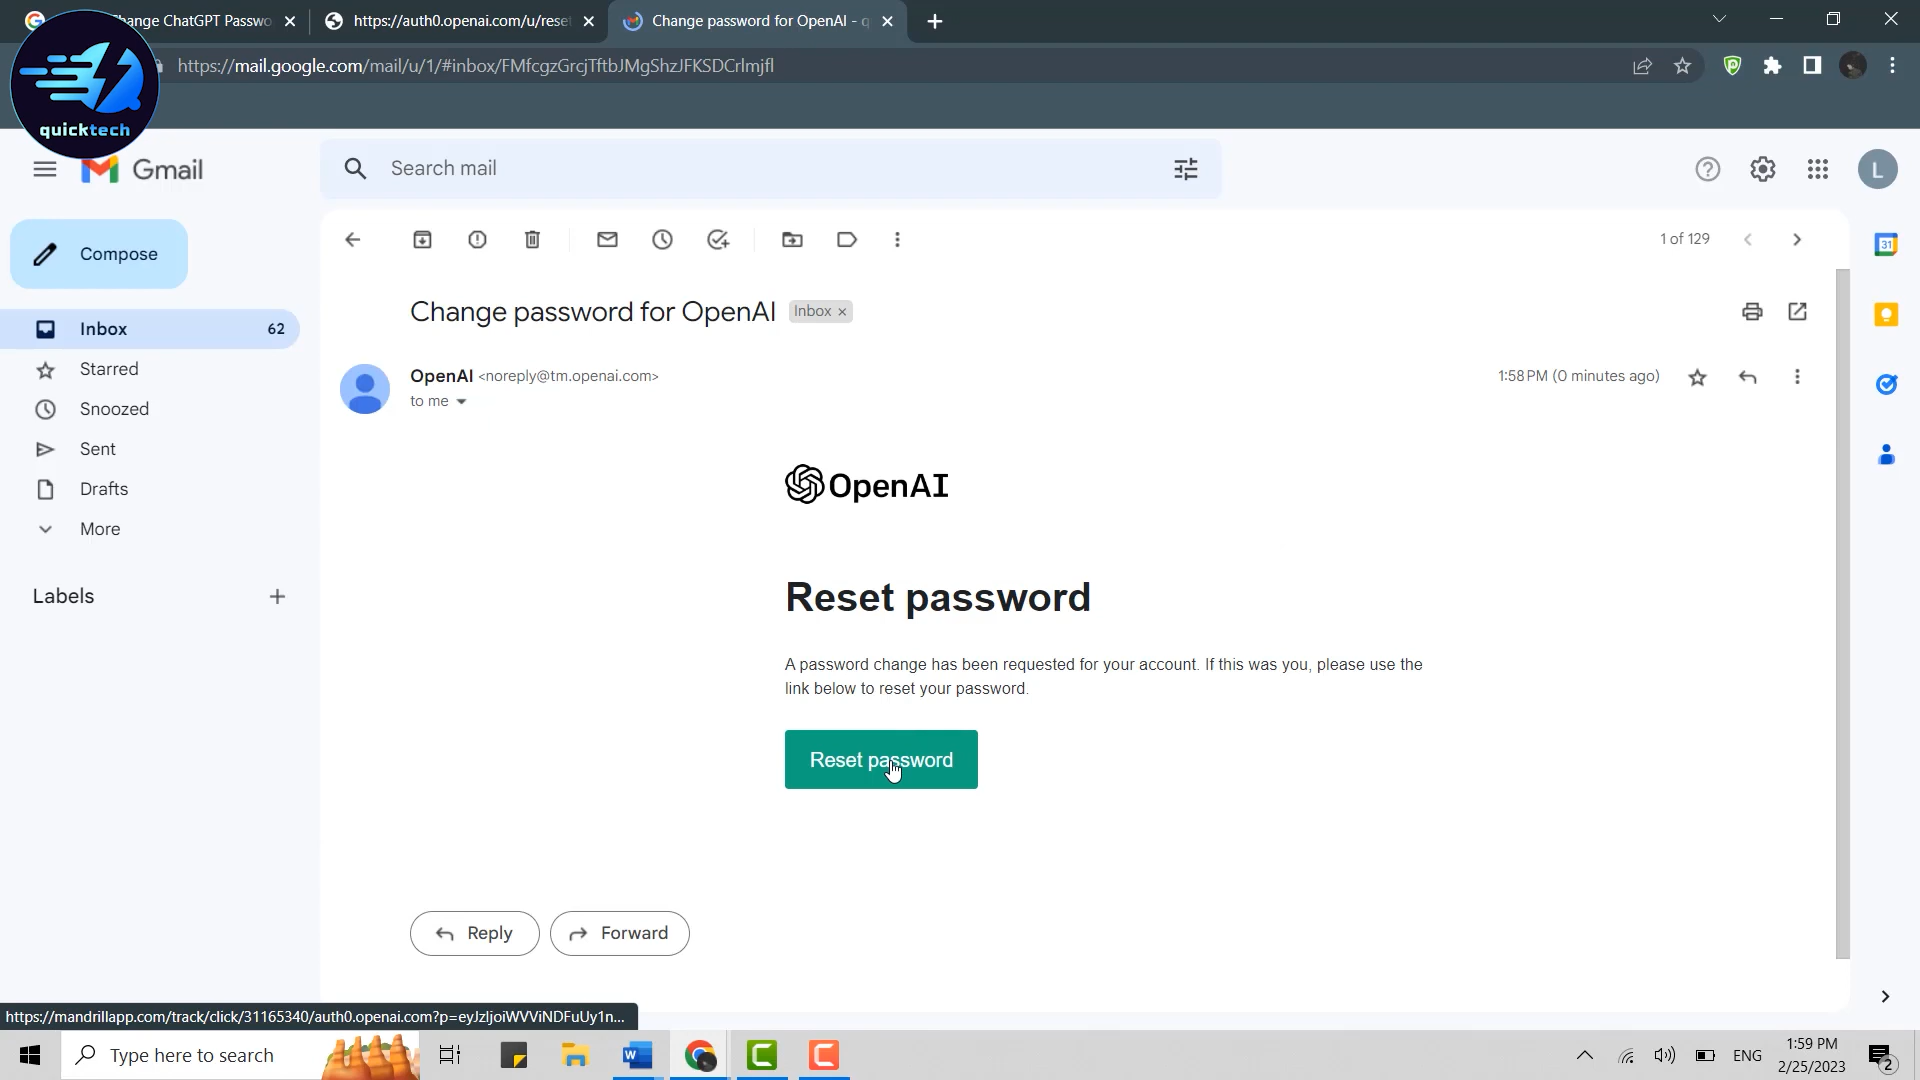 hange ChatGPT Passwo
https://auth0.openai.com/u/reset
Change password for OpenAI - q
https://mail.google.com/mail/u/1/#inbox/FMfcgzGrcjTftbJMgShzJFKSDCrlmjfl
quicktech
Gmail
Search mail
L
Compose
1 of 129
31
Inbox 62
Starred
Snoozed
Sent
Drafts
More
Labels
Change password for OpenAI Inbox ×
OpenAI <noreply@tm.openai.com>
1:58 PM (0 minutes ago)
to me
OpenAI
Reset password
A password change has been requested for your account. If this was you, please use the
link below to reset your password.
Reset password
Reply
Forward
https://mandrillapp.com/track/click/31165340/auth0.openai.com?p=eyJzIjoiWVViNDFuUy1n...
Type here to search
W
ENG
1:59 PM
2/25/2023
2